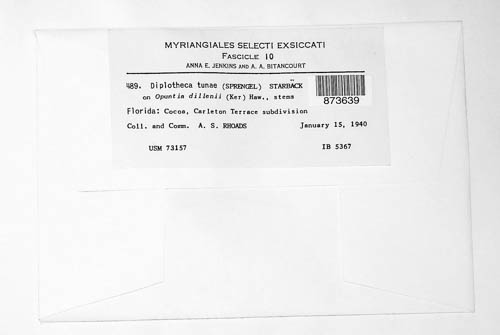 MYRIANGIALES SELECTI EXSICCATI
FASCICLE 10
ANNA E. JENKINS AND A. A. BITANCOURT
489. Diplotheca tunae (SPRENGEL) STARBÄCK
on Opuntia dillenii (Ker) Haw., stems
873639
Florida: Cocoa, Carleton Terrace subdivision
Coll. and Comm. A. S. RHOADS January 15, 1940
USM 73157 IB 5367